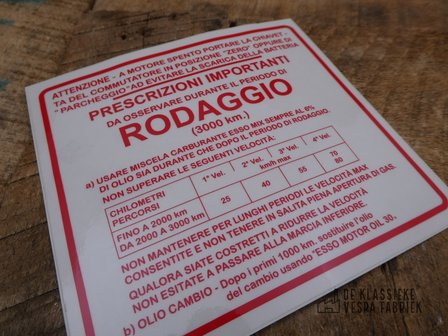 ATTENZIONE - A MOTORE SPENTO PORTARE LA CHIAVET-
TA DEL COMMUTATORE IN POSIZIONE "ZERO" OPPURE DI
"PARCHEGGIO" AD EVITARE LA SCARICA DELLA BATTERIA
PRESCRIZIONI IMPORTANTI
DA OSSERVARE DURANTE IL PERIODO DI
RODAGGIO
(3000 km.)
a) USARE MISCELA CARBURANTE ESSO MIX SEMPRE AL 6%
DI OLIO SIA DURANTE CHE DOPO IL PERIODO DI RODAGGIO.
NON SUPERARE LE SEGUENTI VELOCITÀ:
CHILOMETRI PERCORSI 1ª Vel. 2ª Vel. 3ª Vel. 4ª Vel.
km/h max
FINO A 2000 km 25 40 55 70
DA 2000 A 3000 km 80
NON MANTENERE PER LUNGHI PERIODI LE VELOCITÀ MAX.
CONSENTITE E NON TENERE IN SALITA PIENA APERTURA DI GAS.
QUALORA SIATE COSTRETTI A RIDURRE LA VELOCITÀ
NON ESITATE A PASSARE ALLA MARCIA INFERIORE.
b) OLIO CAMBIO - Dopo i primi 1000 km. sostituire l'olio
del cambio usando "ESSO MOTOR OIL 30.
DE KLASSIEKE
VESPA FABRIEK